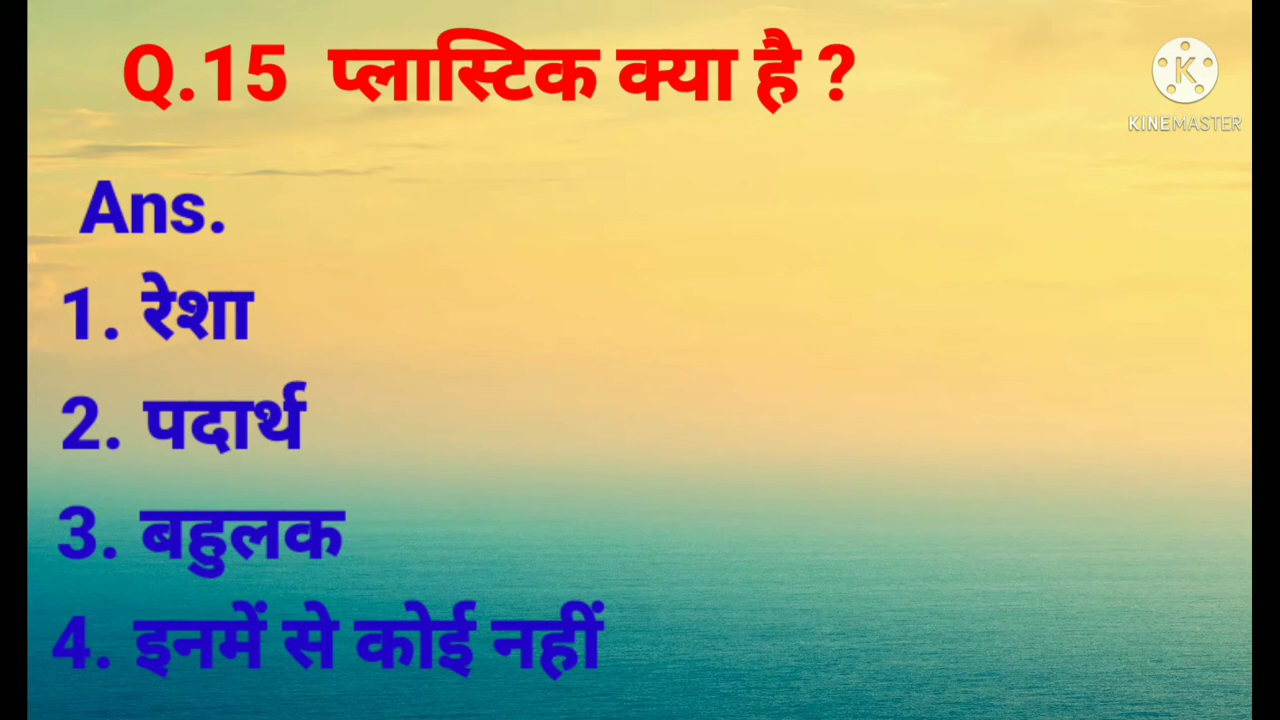 Q.15 प्लास्टिक क्या है ?
KINEMASTER
Ans.
1. रेशा
2. पदार्थ
3. बहुलक
4. इनमें से कोई नहीं